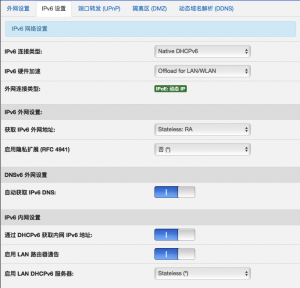 外网设置 IPv6 设置 端口转发 (UPnP) 隔离区 (DMZ) 动态域名解析 (DDNS)
IPv6 网络设置
IPv6 连接类型: Native DHCPv6
IPv6 硬件加速 Offload for LAN/WLAN
外网连接类型: IPv6: 动态 IP
IPv6 外网设置:
获取 IPv6 外网地址: Stateless: RA
启用隐私扩展 (RFC 4941) 否 (*)
DNSv6 外网设置
自动获取 IPv6 DNS:
IPv6 内网设置
通过 DHCPv6 获取内网 IPv6 地址:
启用 LAN 路由器通告
启用 LAN DHCPv6 服务器: Stateless (*)